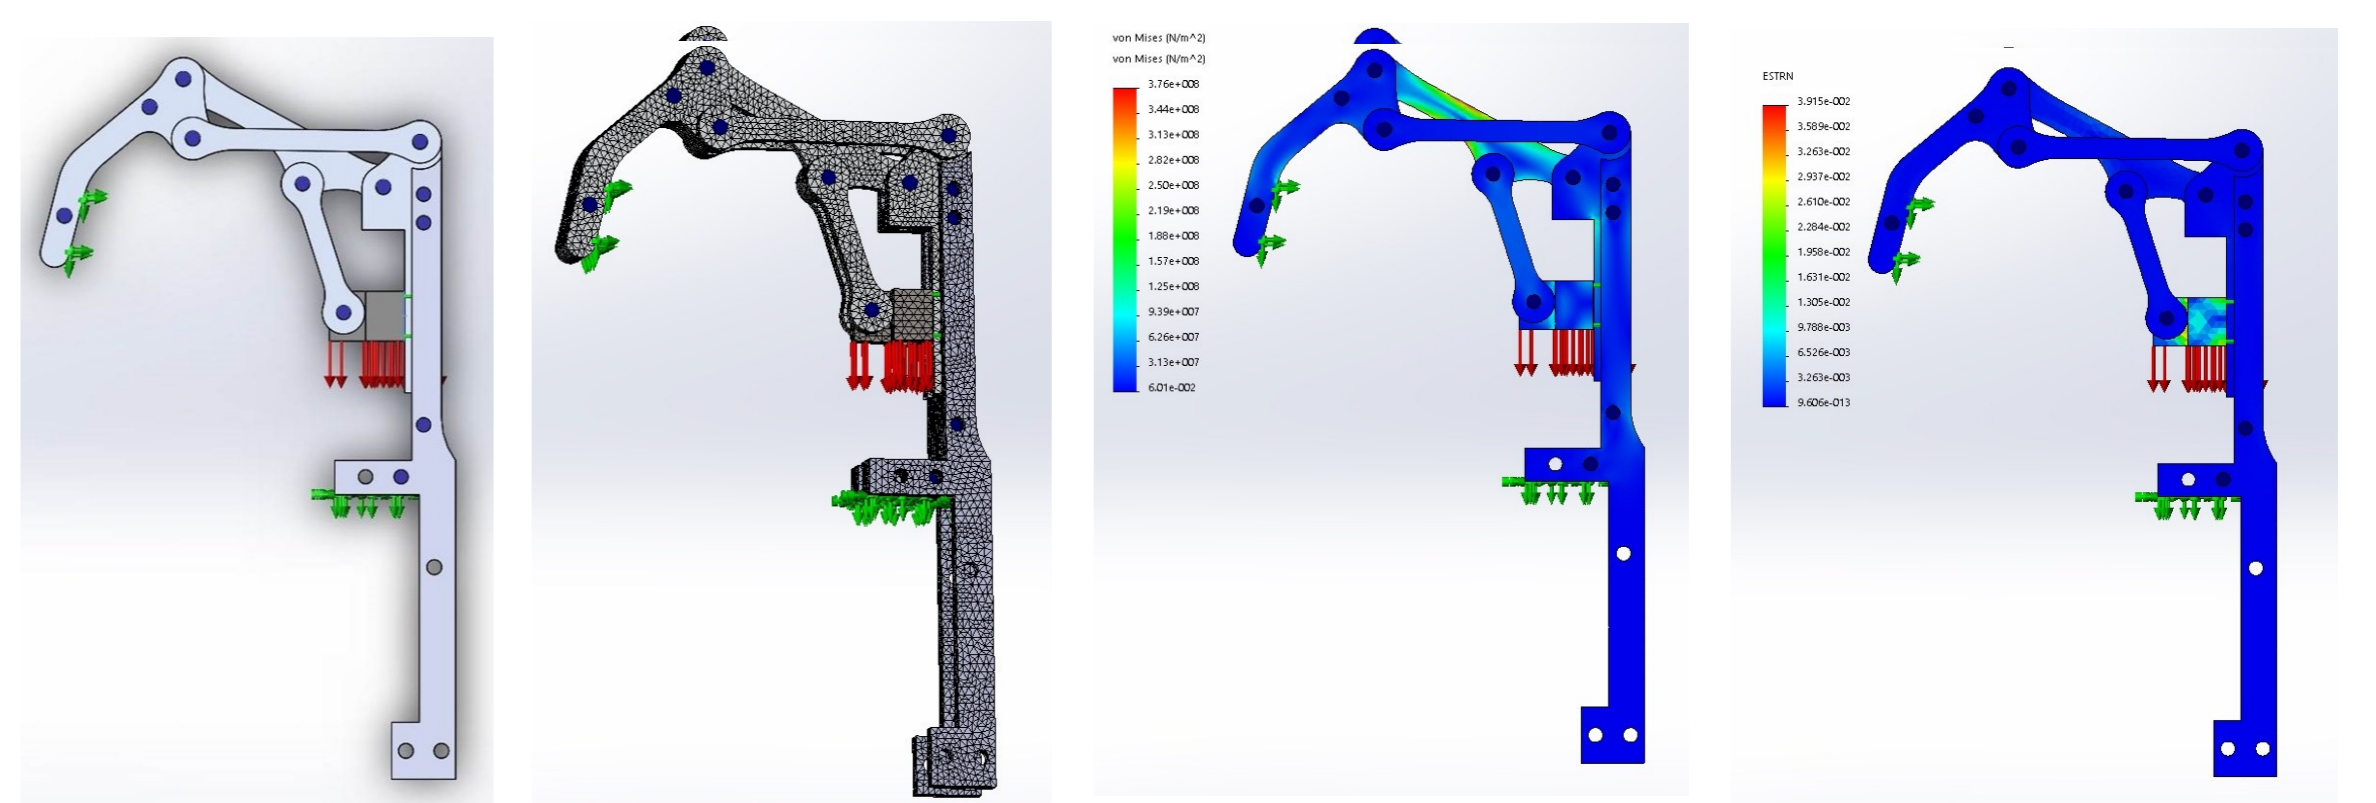 von Mises (N/m^2)
von Mises (N/m^2)
3.76e+008
3.44e+008
3.13e+008
2.82e+008
2.50e+008
2.19e+008
1.88e+008
1.57e+008
1.25e+008
9.39e+007
6.26e+007
3.13e+007
6.01e-002
ESTRN
3.915e-002
3.589e-002
3.263e-002
2.937e-002
2.610e-002
2.284e-002
1.958e-002
1.631e-002
1.305e-002
9.788e-003
6.526e-003
3.263e-003
9.606e-013